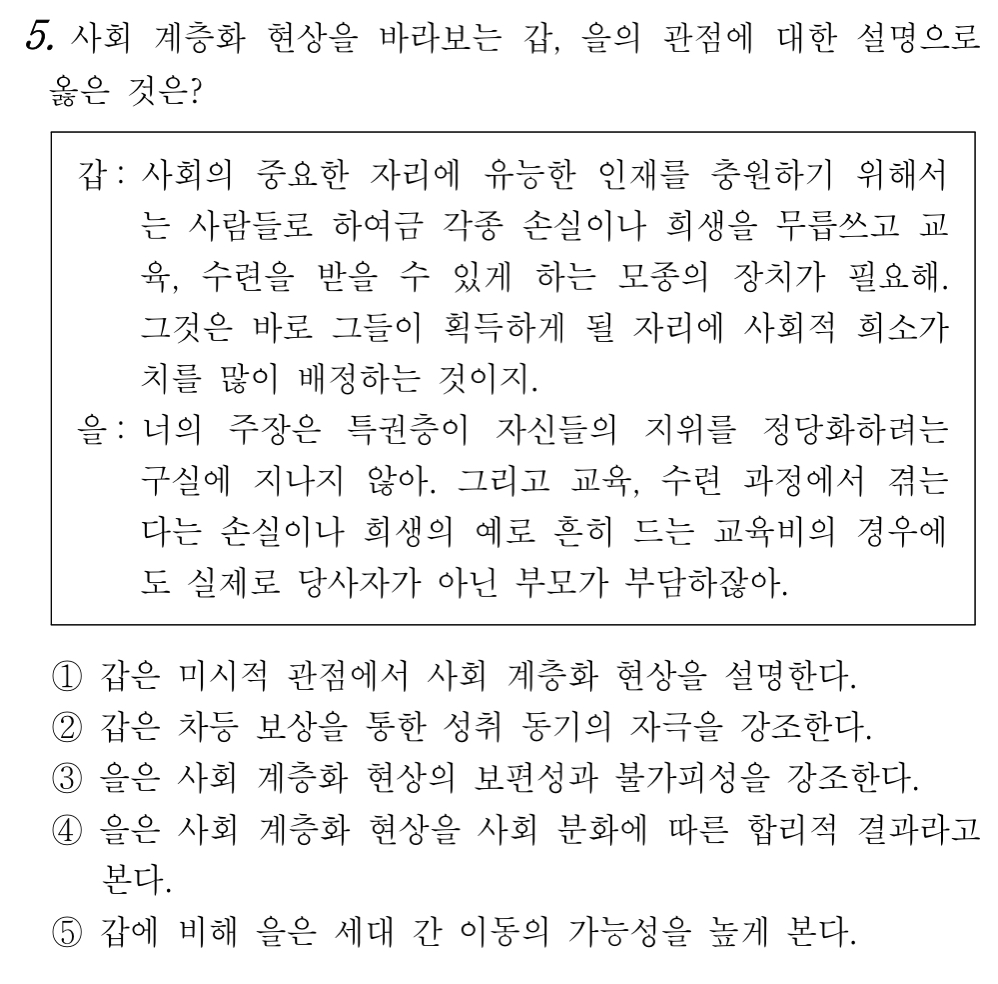 5. 사회 계층화 현상을 바라보는 갑, 을의 관점에 대한 설명으로
옳은 것은?
갑 : 사회의 중요한 자리에 유능한 인재를 충원하기 위해서
는 사람들로 하여금 각종 손실이나 희생을 무릅쓰고 교
육, 수련을 받을 수 있게 하는 모종의 장치가 필요해.
그것은 바로 그들이 획득하게 될 자리에 사회적 희소가
치를 많이 배정하는 것이지.
을 : 너의 주장은 특권층이 자신들의 지위를 정당화하려는
구실에 지나지 않아. 그리고 교육, 수련 과정에서 겪는
다는 손실이나 희생의 예로 흔히 드는 교육비의 경우에
도 실제로 당사자가 아닌 부모가 부담하잖아.
① 갑은 미시적 관점에서 사회 계층화 현상을 설명한다.
② 갑은 차등 보상을 통한 성취 동기의 자극을 강조한다.
③ 을은 사회 계층화 현상의 보편성과 불가피성을 강조한다.
④ 을은 사회 계층화 현상을 사회 분화에 따른 합리적 결과라고
본다.
⑤ 갑에 비해 을은 세대 간 이동의 가능성을 높게 본다.